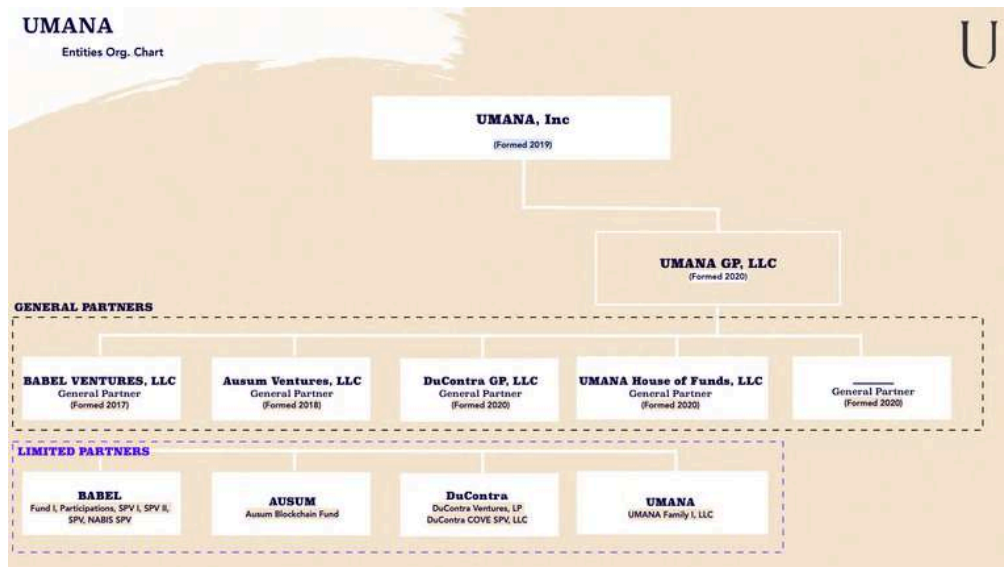 UMANA
Entities Org. Chart
U
UMANA, Inc
(Formed 2019)
UMANA GP, LLC
(Formed 2020)
GENERAL PARTNERS
BABEL VENTURES, LLC
General Partner
(Formed 2017)
Ausum Ventures, LLC
General Partner
(Formed 2018)
DuContra GP, LLC
General Partner
(Formed 2020)
UMANA House of Funds, LLC
General Partner
(Formed 2020)
______
General Partner
(Formed 2020)
LIMITED PARTNERS
BABEL
Fund I, Participations, SPV I, SPV II,
SPV, NABIS SPV
AUSUM
Ausum Blockchain Fund
DuContra
DuContra Ventures, LP
DuContra COVE SPV, LLC
UMANA
UMANA Family I, LLC